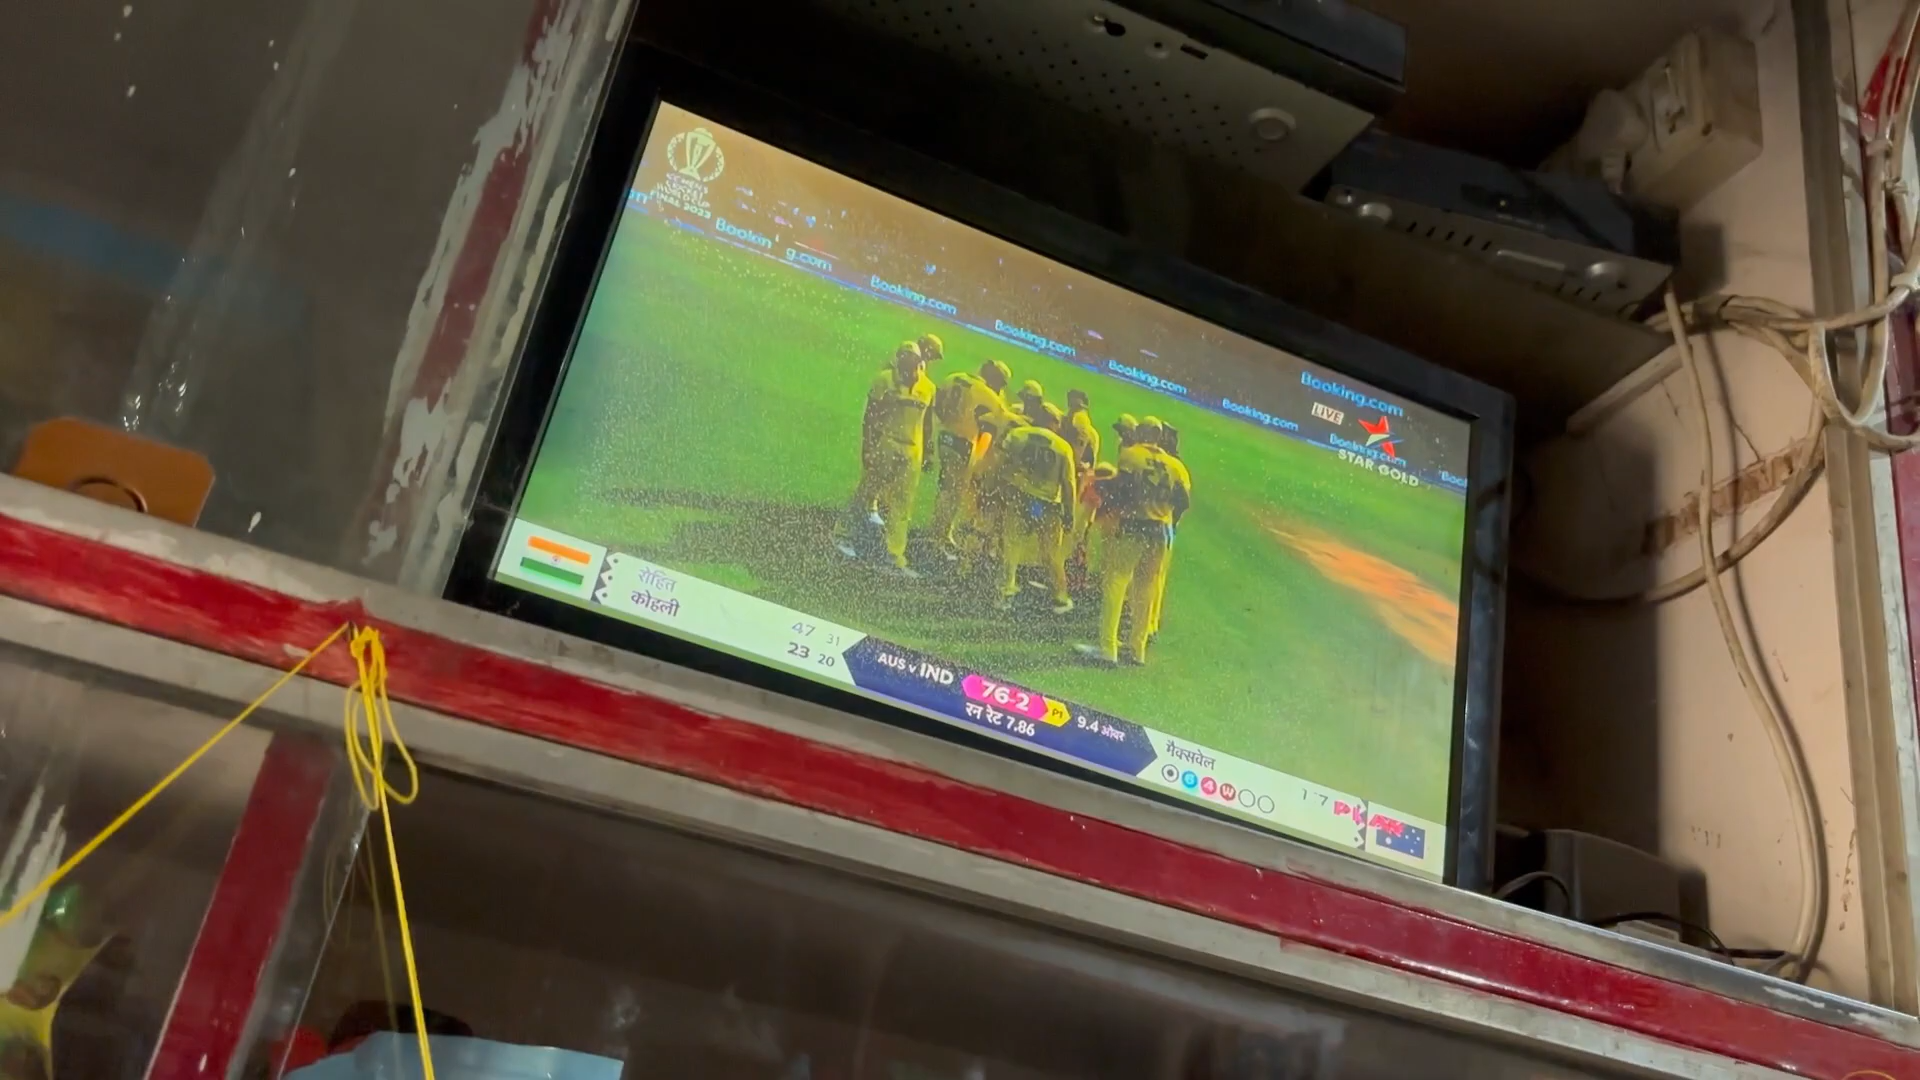 ICC MEN'S
CRICKET
WORLD CUP
FINAL 2023
Booking.com
Booking.com
Booking.com
Booking.com
Booking.com
Booking.com
LIVE
Booking.com
STAR GOLD
रोहित 47 31
कोहली 23 20
AUS v IND 76-2 P1 9.4 ओवर
रन रेट 7.86
मैक्सवेल
6 4 W